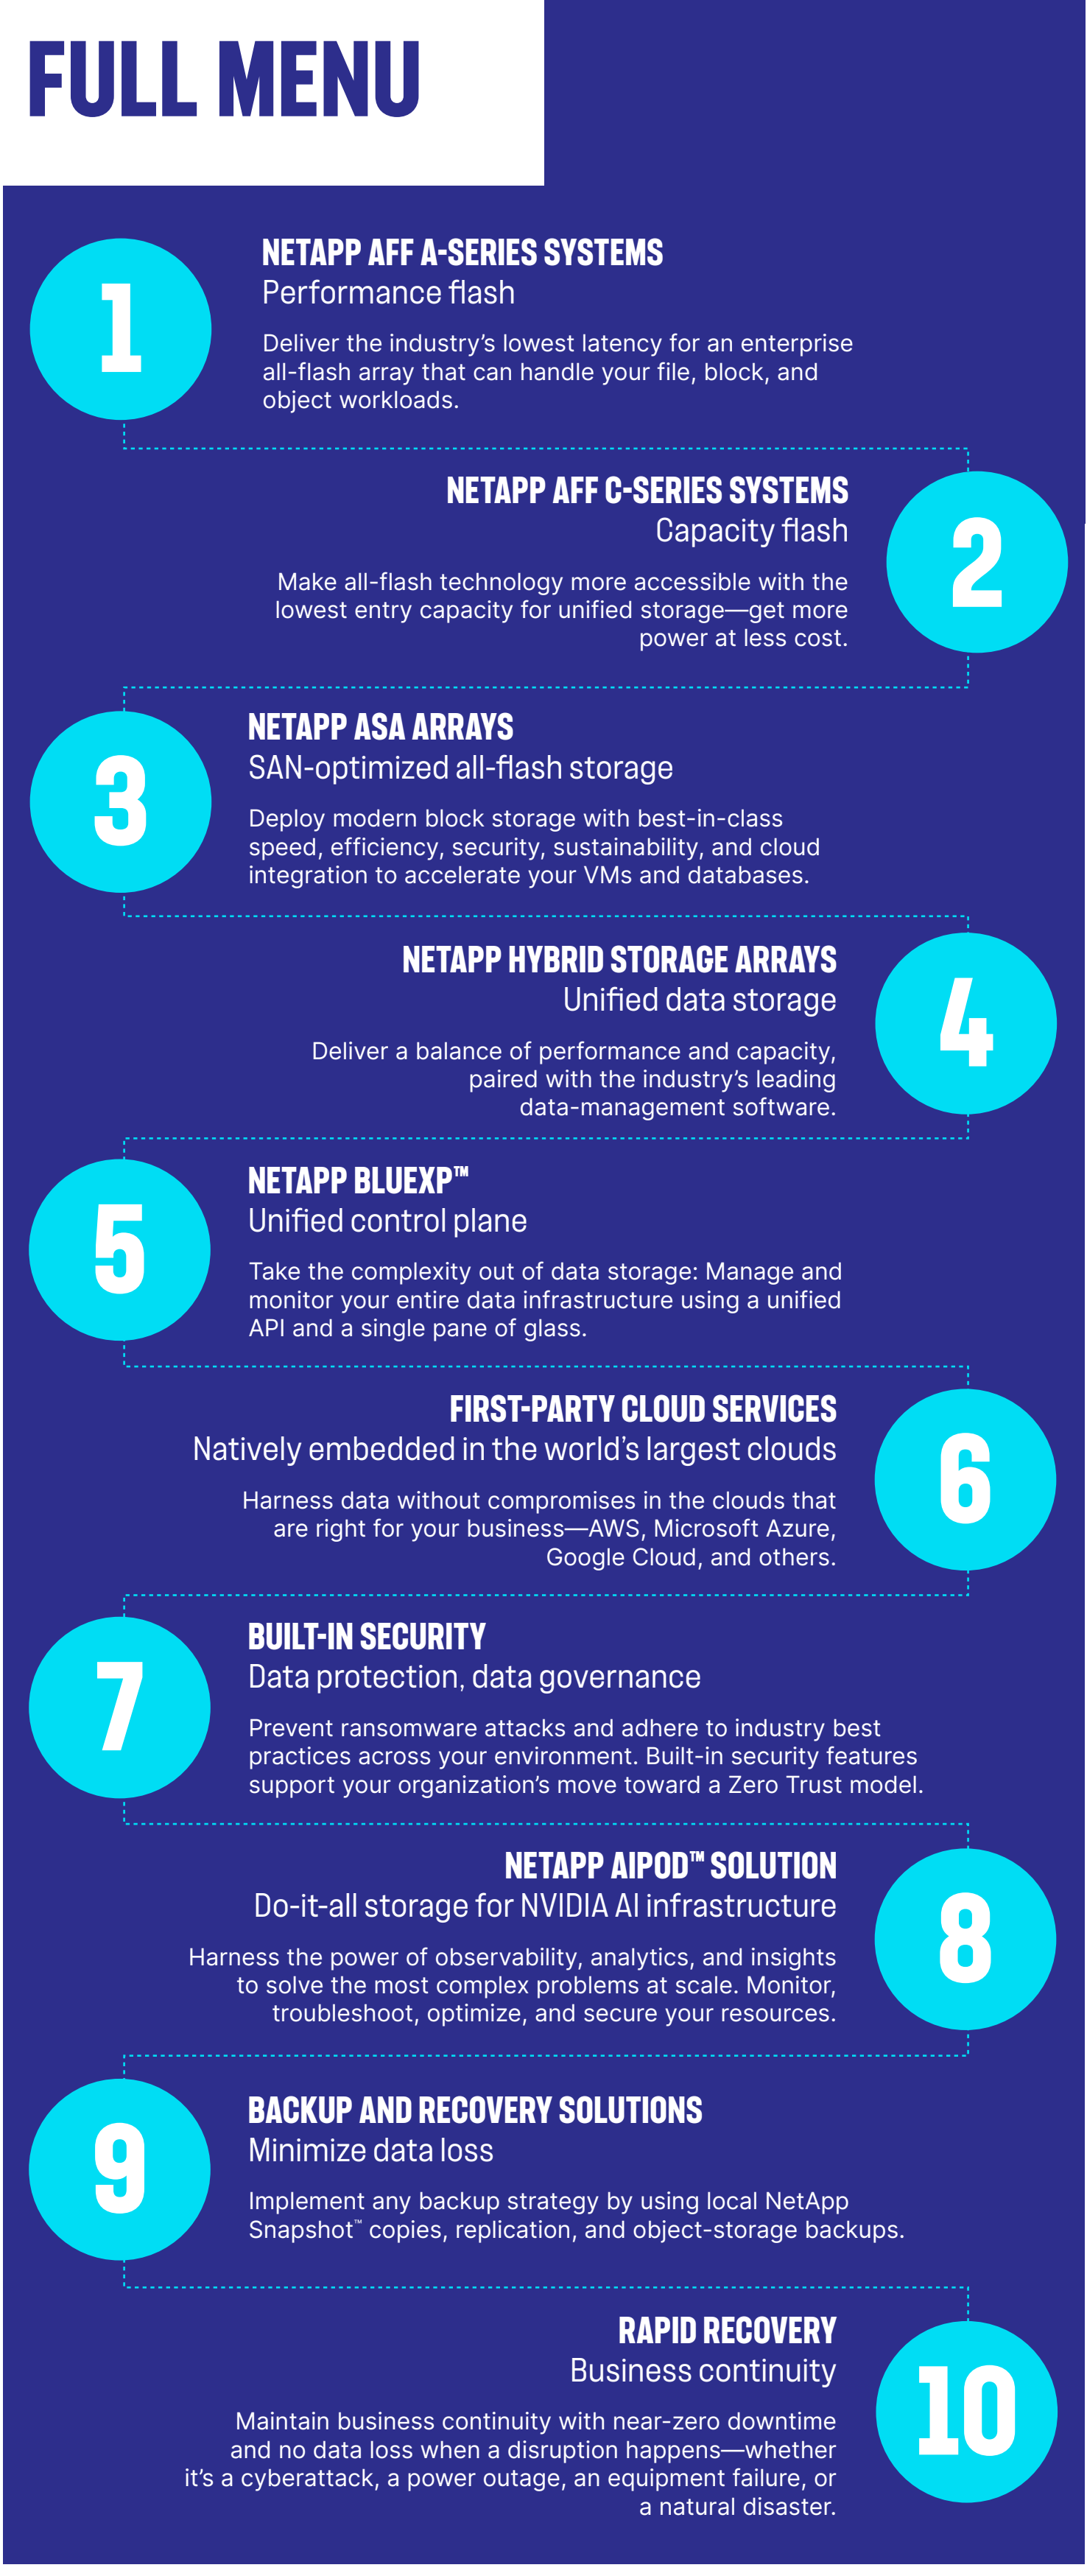 FULL MENU
1
NETAPP AFF A-SERIES SYSTEMS
Performance flash
Deliver the industry’s lowest latency for an enterprise
all-flash array that can handle your file, block, and
object workloads.
NETAPP AFF C-SERIES SYSTEMS
Capacity flash
Make all-flash technology more accessible with the
lowest entry capacity for unified storage—get more
power at less cost.
2
3
NETAPP ASA ARRAYS
SAN-optimized all-flash storage
Deploy modern block storage with best-in-class
speed, efficiency, security, sustainability, and cloud
integration to accelerate your VMs and databases.
NETAPP HYBRID STORAGE ARRAYS
Unified data storage
Deliver a balance of performance and capacity,
paired with the industry’s leading
data-management software.
4
5
NETAPP BLUEXP™
Unified control plane
Take the complexity out of data storage: Manage and
monitor your entire data infrastructure using a unified
API and a single pane of glass.
FIRST-PARTY CLOUD SERVICES
Natively embedded in the world’s largest clouds
Harness data without compromises in the clouds that
are right for your business—AWS, Microsoft Azure,
Google Cloud, and others.
6
7
BUILT-IN SECURITY
Data protection, data governance
Prevent ransomware attacks and adhere to industry best
practices across your environment. Built-in security features
support your organization’s move toward a Zero Trust model.
NETAPP AIPOD™ SOLUTION
Do-it-all storage for NVIDIA AI infrastructure
Harness the power of observability, analytics, and insights
to solve the most complex problems at scale. Monitor,
troubleshoot, optimize, and secure your resources.
8
9
BACKUP AND RECOVERY SOLUTIONS
Minimize data loss
Implement any backup strategy by using local NetApp
Snapshot™ copies, replication, and object-storage backups.
RAPID RECOVERY
Business continuity
Maintain business continuity with near-zero downtime
and no data loss when a disruption happens—whether
it’s a cyberattack, a power outage, an equipment failure, or
a natural disaster.
10